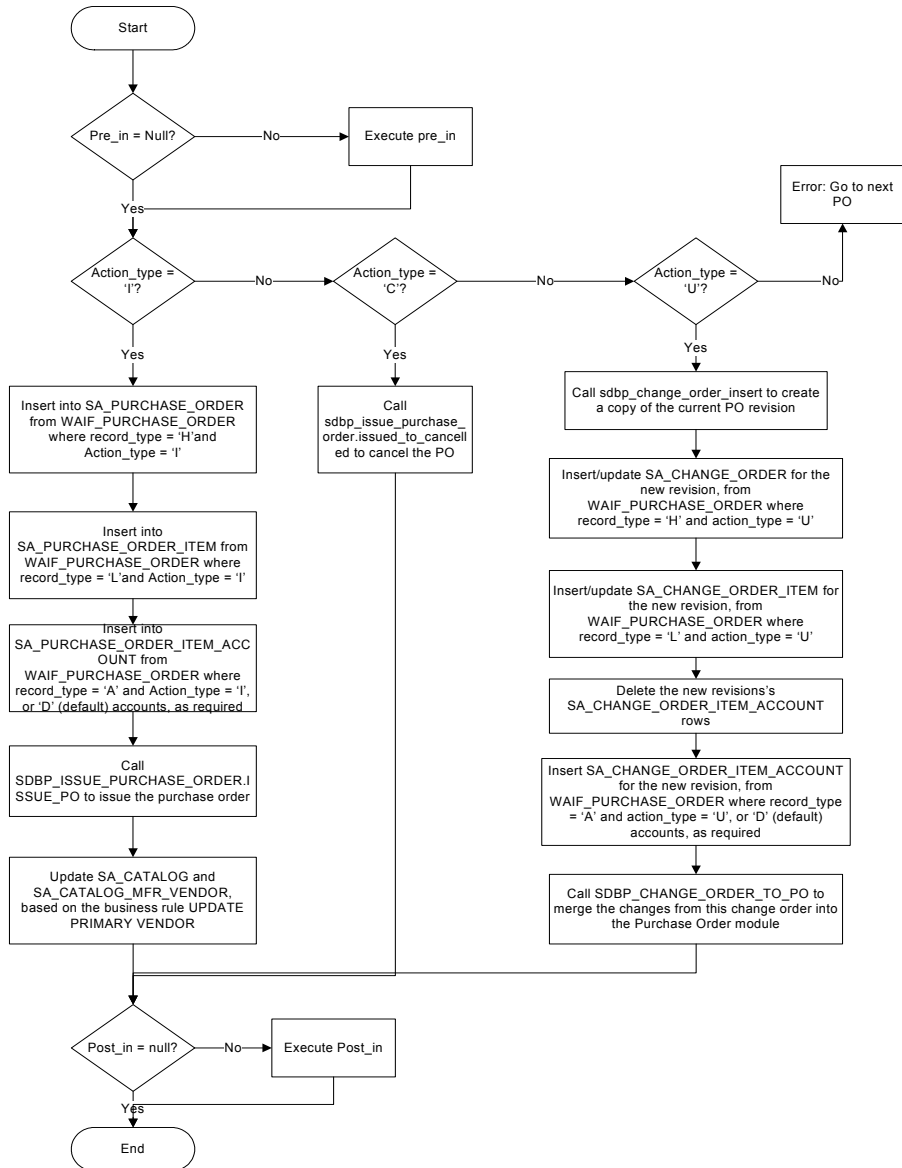 Start
Pre_in = Null?
No
Execute pre_in
Yes
Error: Go to next
PO
Action_type =
‘I’?
No
Action_type =
‘C’?
No
Action_type =
‘U’?
No
Yes
Yes
Yes
Insert into SA_PURCHASE_ORDER
from WAIF_PURCHASE_ORDER
where record_type = ‘H’and
Action_type = ‘I’
Insert into
SA_PURCHASE_ORDER_ITEM from
WAIF_PURCHASE_ORDER where
record_type = ‘L’and Action_type = ‘I’
Insert into
SA_PURCHASE_ORDER_ITEM_ACC
OUNT from
WAIF_PURCHASE_ORDER where
record_type = ‘A’ and Action_type = ‘I’,
or ‘D’ (default) accounts, as required
Call
SDBP_ISSUE_PURCHASE_ORDER.I
SSUE_PO to issue the purchase order
Update SA_CATALOG and
SA_CATALOG_MFR_VENDOR,
based on the business rule UPDATE
PRIMARY VENDOR
Call
sdbp_issue_purchase_
order.issued_to_cancell
ed to cancel the PO
Call sdbp_change_order_insert to create
a copy of the current PO revision
Insert/update SA_CHANGE_ORDER for the
new revision, from
WAIF_PURCHASE_ORDER where
record_type = ‘H’ and action_type = ‘U’
Insert/update SA_CHANGE_ORDER_ITEM for
the new revision, from
WAIF_PURCHASE_ORDER where
record_type = ‘L’ and action_type = ‘U’
Delete the new revisions’s
SA_CHANGE_ORDER_ITEM_ACCOUNT
rows
Insert SA_CHANGE_ORDER_ITEM_ACCOUNT
for the new revision, from
WAIF_PURCHASE_ORDER where record_type
= ‘A’ and action_type = ‘U’, or ‘D’ (default)
accounts, as required
Call SDBP_CHANGE_ORDER_TO_PO to
merge the changes from this change order into
the Purchase Order module
Post_in = null?
No
Execute Post_in
Yes
End